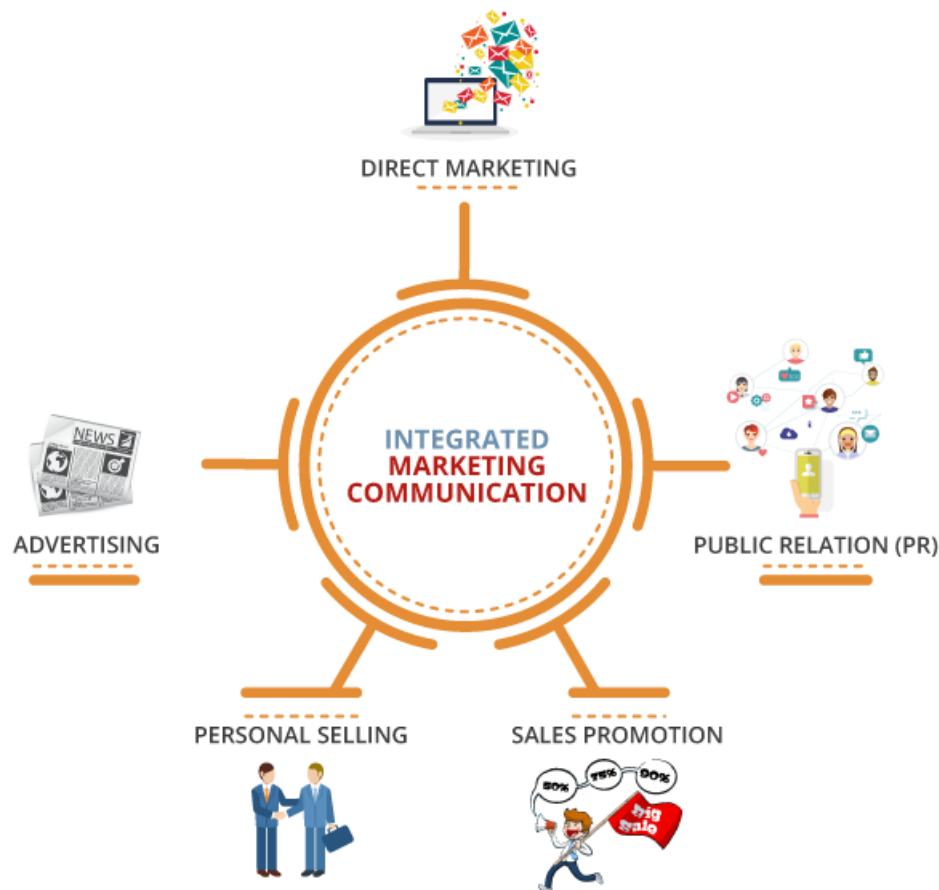 DIRECT MARKETING
INTEGRATED
MARKETING
COMMUNICATION
NEWS
ADVERTISING
PUBLIC RELATION (PR)
PERSONAL SELLING
SALES PROMOTION
50%
75%
90%
Big
Sale